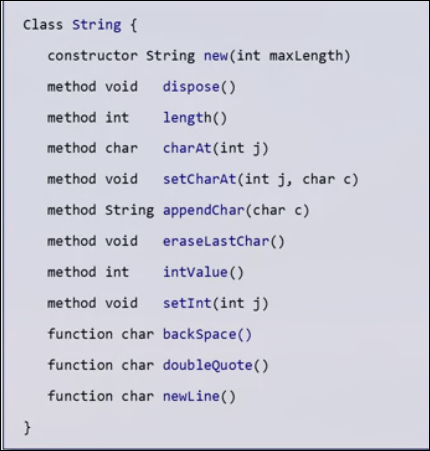 Class String {
constructor String new(int maxLength)
method void dispose()
method int length()
method char charAt(int j)
method void setCharAt(int j, char c)
method String appendChar(char c)
method void eraseLastChar()
method int intValue()
method void setInt(int j)
function char backSpace()
function char doubleQuote()
function char newLine()
}